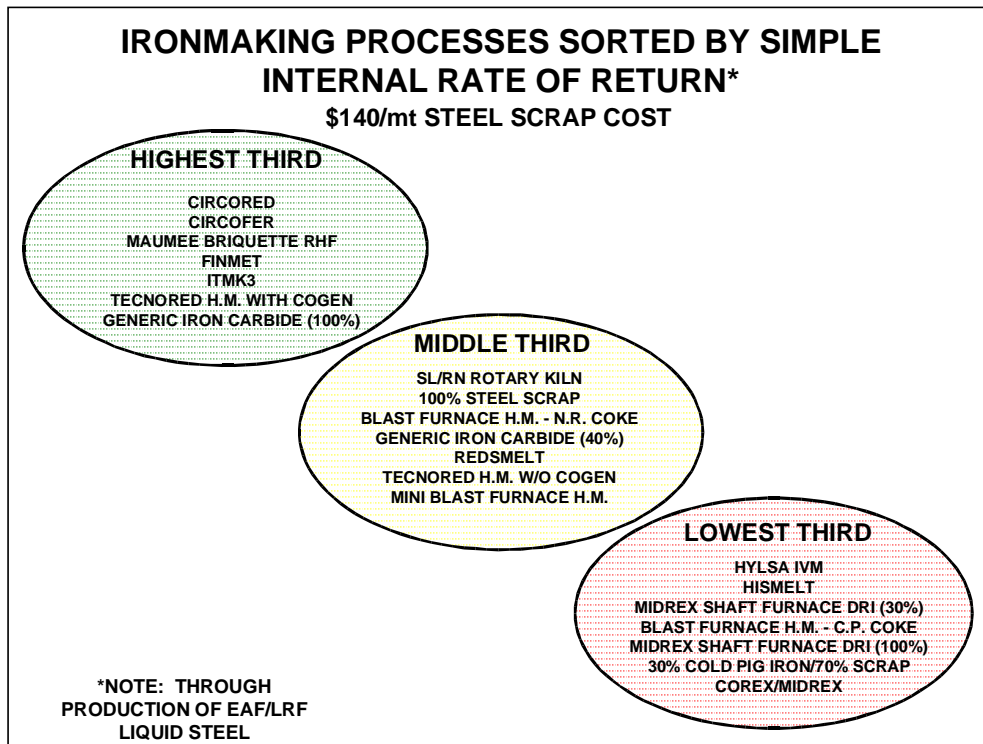 IRONMAKING PROCESSES SORTED BY SIMPLE
INTERNAL RATE OF RETURN*
$140/mt STEEL SCRAP COST
HIGHEST THIRD
CIRCORED
CIRCOFER
MAUMEE BRIQUETTE RHF
FINMET
ITMK3
TECNORED H.M. WITH COGEN
GENERIC IRON CARBIDE (100%)
MIDDLE THIRD
SL/RN ROTARY KILN
100% STEEL SCRAP
BLAST FURNACE H.M. - N.R. COKE
GENERIC IRON CARBIDE (40%)
REDSMELT
TECNORED H.M. W/O COGEN
MINI BLAST FURNACE H.M.
LOWEST THIRD
HYLSA IVM
HISMELT
MIDREX SHAFT FURNACE DRI (30%)
BLAST FURNACE H.M. - C.P. COKE
MIDREX SHAFT FURNACE DRI (100%)
30% COLD PIG IRON/70% SCRAP
COREX/MIDREX
*NOTE: THROUGH
PRODUCTION OF EAF/LRF
LIQUID STEEL